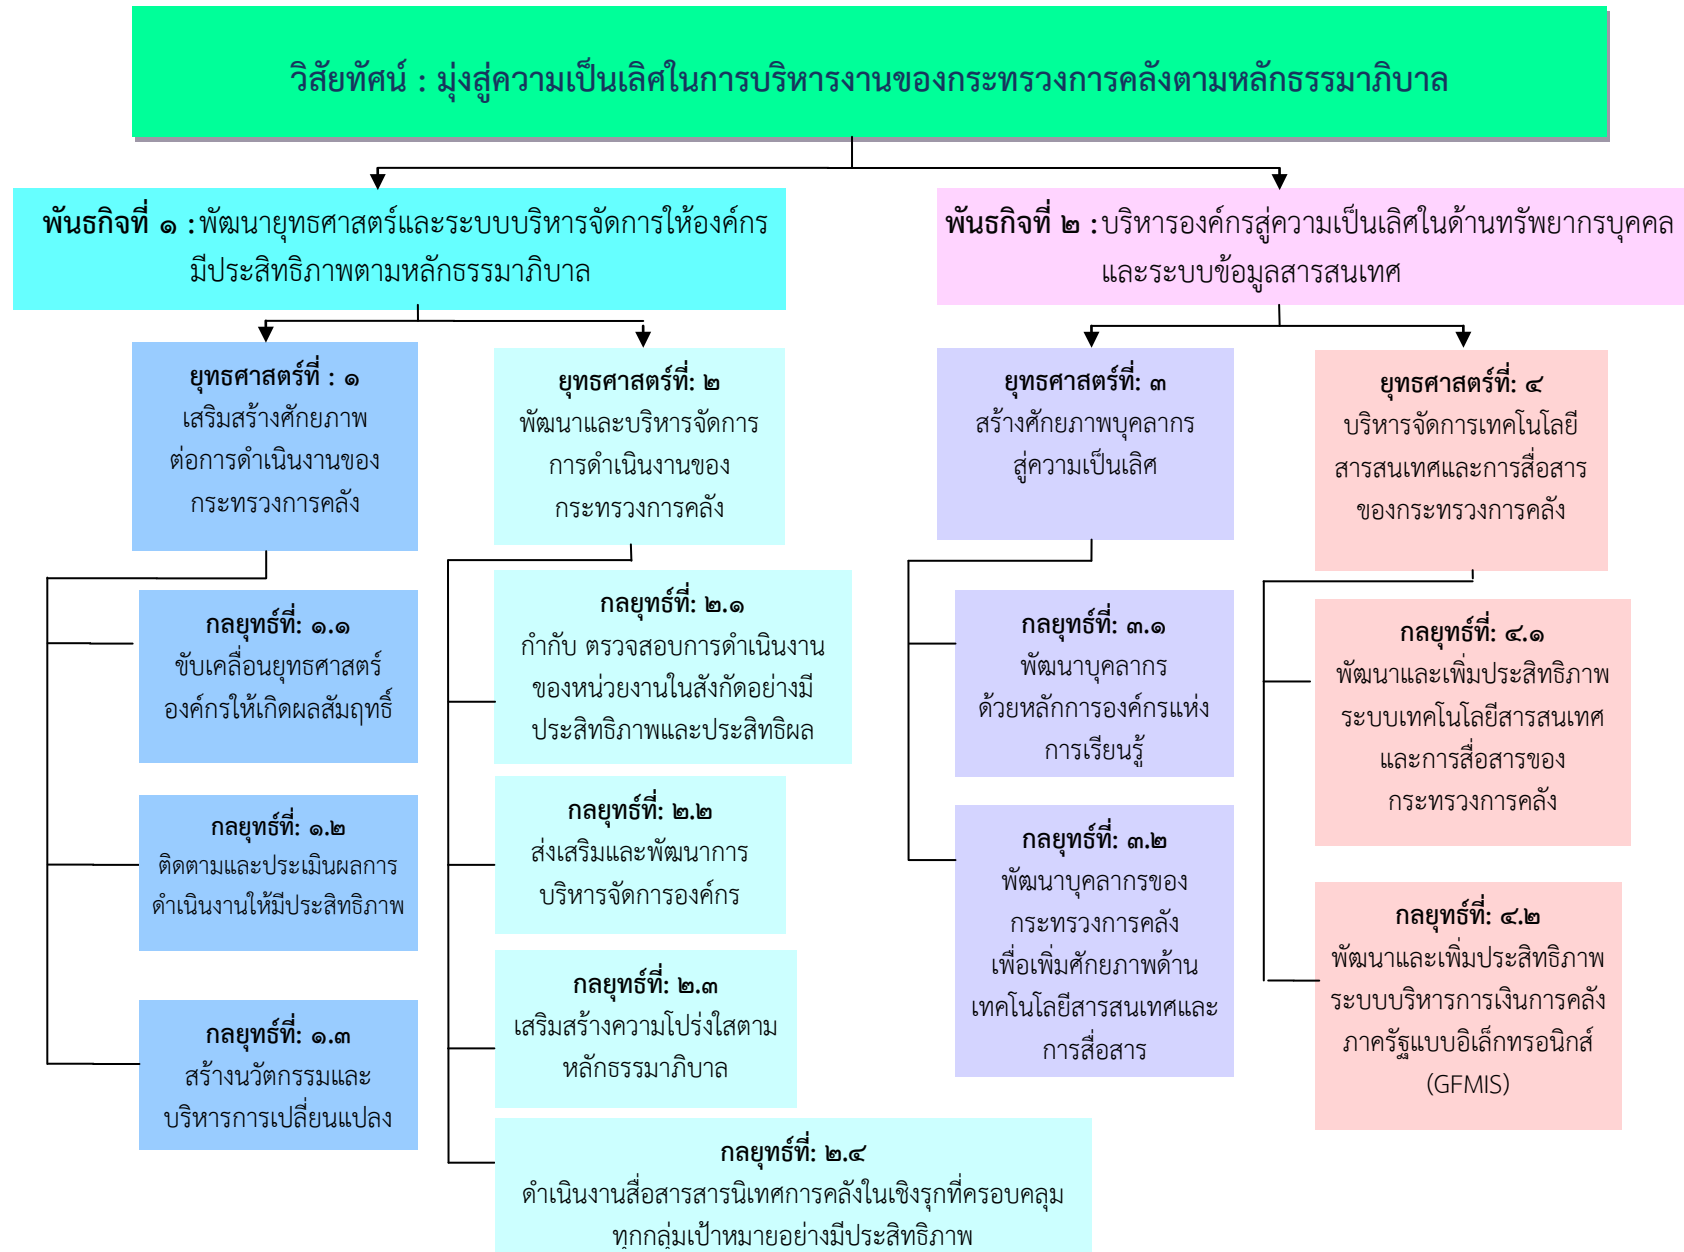 วิสัยทัศน์ : มุ่งสู่ความเป็นเลิศในการบริหารงานของกระทรวงการคลังตามหลักธรรมาภิบาล
พันธกิจที่ ๑ : พัฒนายุทธศาสตร์และระบบบริหารจัดการให้องค์กร
มีประสิทธิภาพตามหลักธรรมาภิบาล
พันธกิจที่ ๒ : บริหารองค์กรสู่ความเป็นเลิศในด้านทรัพยากรบุคคล
และระบบข้อมูลสารสนเทศ
ยุทธศาสตร์ที่ : ๑
เสริมสร้างศักยภาพ
ต่อการดำเนินงานของ
กระทรวงการคลัง
ยุทธศาสตร์ที่: ๒
พัฒนาและบริหารจัดการ
การดำเนินงานของ
กระทรวงการคลัง
ยุทธศาสตร์ที่: ๓
สร้างศักยภาพบุคลากร
สู่ความเป็นเลิศ
ยุทธศาสตร์ที่: ๔
บริหารจัดการเทคโนโลยี
สารสนเทศและการสื่อสาร
ของกระทรวงการคลัง
กลยุทธ์ที่: ๑.๑
ขับเคลื่อนยุทธศาสตร์
องค์กรให้เกิดผลสัมฤทธิ์
กลยุทธ์ที่: ๑.๒
ติดตามและประเมินผลการ
ดำเนินงานให้มีประสิทธิภาพ
กลยุทธ์ที่: ๑.๓
สร้างนวัตกรรมและ
บริหารการเปลี่ยนแปลง
กลยุทธ์ที่: ๒.๑
กำกับ ตรวจสอบการดำเนินงาน
ของหน่วยงานในสังกัดอย่างมี
ประสิทธิภาพและประสิทธิผล
กลยุทธ์ที่: ๒.๒
ส่งเสริมและพัฒนาการ
บริหารจัดการองค์กร
กลยุทธ์ที่: ๒.๓
เสริมสร้างความโปร่งใสตาม
หลักธรรมาภิบาล
กลยุทธ์ที่: ๒.๔
ดำเนินงานสื่อสารสารนิเทศการคลังในเชิงรุกที่ครอบคลุม
ทุกกลุ่มเป้าหมายอย่างมีประสิทธิภาพ
กลยุทธ์ที่: ๓.๑
พัฒนาบุคลากร
ด้วยหลักการองค์กรแห่ง
การเรียนรู้
กลยุทธ์ที่: ๓.๒
พัฒนาบุคลากรของ
กระทรวงการคลัง
เพื่อเพิ่มศักยภาพด้าน
เทคโนโลยีสารสนเทศและ
การสื่อสาร
กลยุทธ์ที่: ๔.๑
พัฒนาและเพิ่มประสิทธิภาพ
ระบบเทคโนโลยีสารสนเทศ
และการสื่อสารของ
กระทรวงการคลัง
กลยุทธ์ที่: ๔.๒
พัฒนาและเพิ่มประสิทธิภาพ
ระบบบริหารการเงินการคลัง
ภาครัฐแบบอิเล็กทรอนิกส์
(GFMIS)